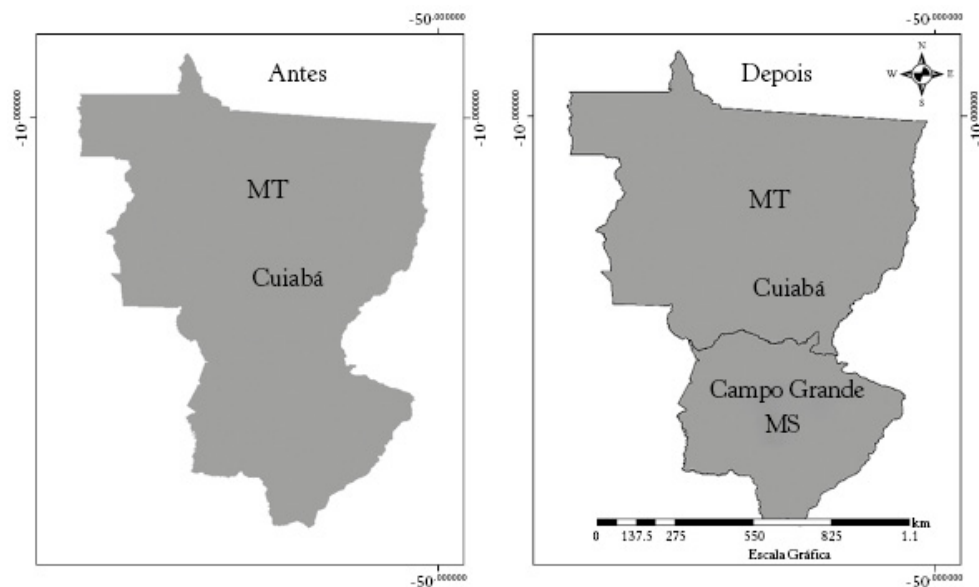 -50.000000
-50.000000
Antes
Depois
N
W
E
S
-10.000000
-10.000000
-10.000000
-10.000000
MT
MT
Cuiabá
Cuiabá
Campo Grande
MS
km
0 137.5 275 550 825 1.1
Escala Gráfica
-50.000000
-50.000000